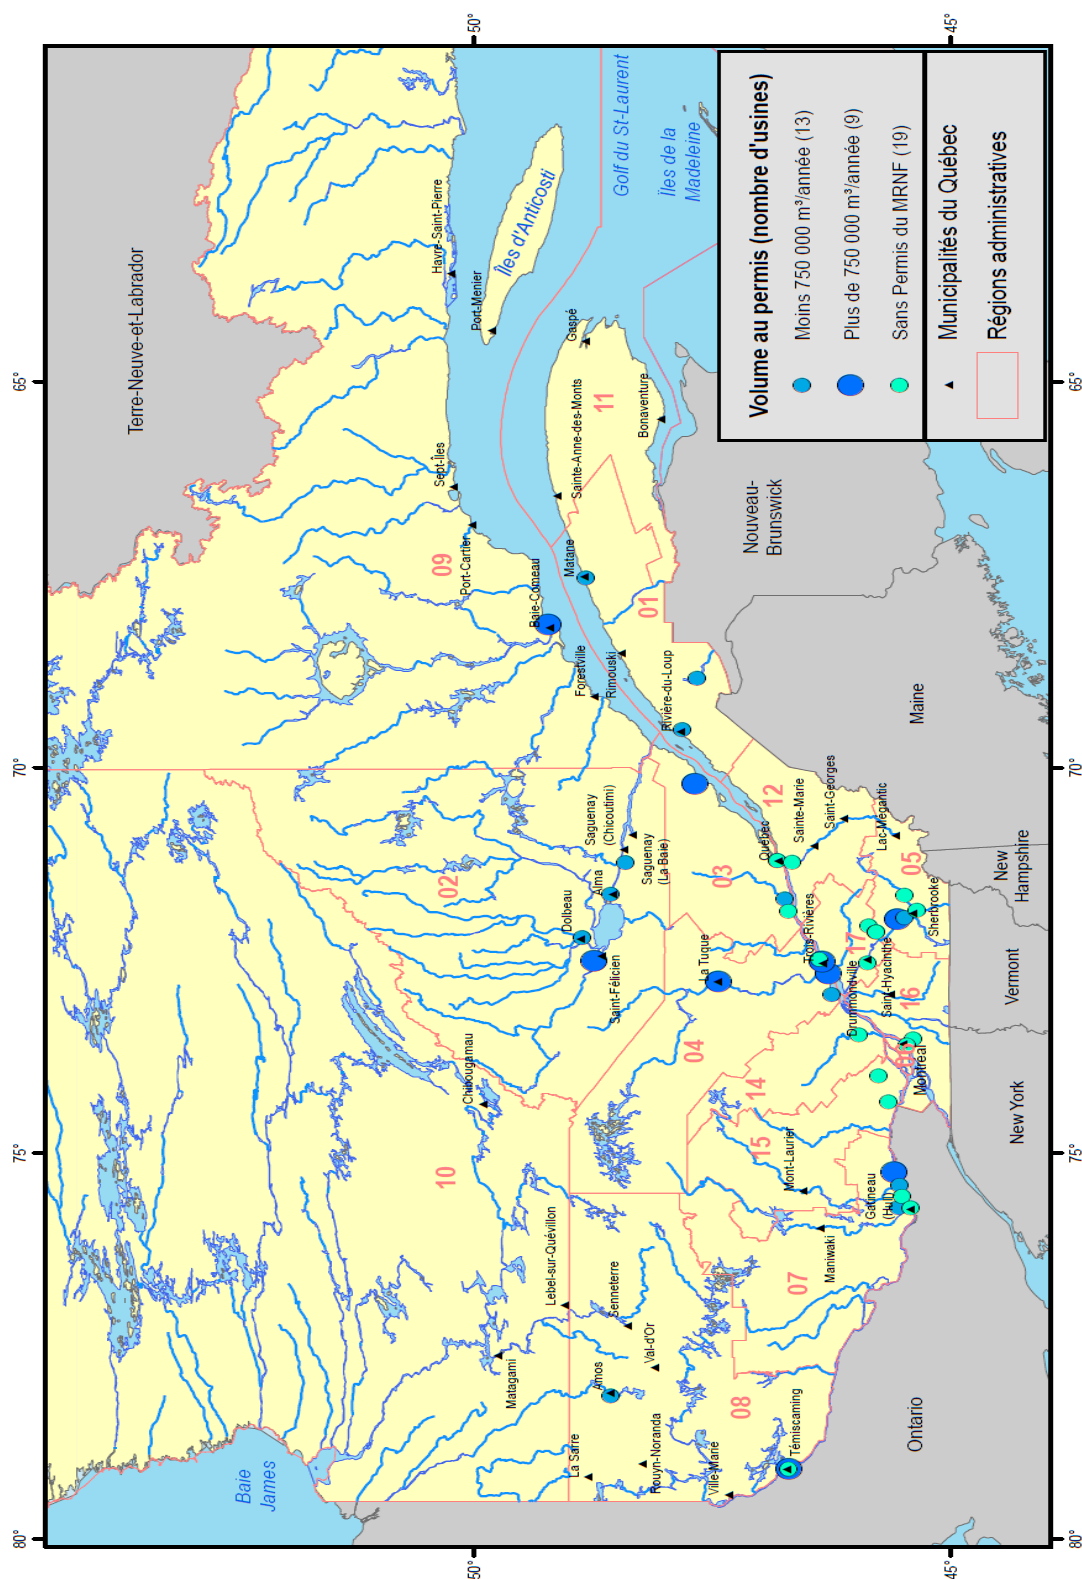 80°
75°
70°
65°
50°
45°
80°
75°
70°
65°
50°
45°
Terre-Neuve-et-Labrador
Baie
James
Golf du St-Laurent
Îles de la
Madeleine
Îles d'Anticosti
Port-Menier
Havre-Saint-Pierre
Sept-Iles
Port-Cartier
09
Baie-Comeau
Forestville
Gaspé
Sainte-Anne-des-Monts
11
Bonaventure
Matane
01
Rimouski
Rivière-du-Loup
Nouveau-
Brunswick
Maine
02
Saguenay
(Chicoutimi)
Saguenay
(La Baie)
Alma
Dolbeau
Saint-Félicien
Chibougamau
10
Matagami
Lebel-sur-Quévillon
Senneterre
Val-d'Or
Amos
La Sarre
Rouyn-Noranda
Ville-Marie
08
Témiscaming
07
Maniwaki
Mont-Laurier
15
14
04
La Tuque
03
Québec
12
Sainte-Marie
Saint-Georges
Lac-Mégantic
05
Sherbrooke
Trois-Rivières
17
Drummondville
Saint-Hyacinthe
16
Montréal
Gatineau
(Hull)
Ontario
New York
Vermont
New
Hampshire
Volume au permis (nombre d'usines)
Moins 750 000 m³/année (13)
Plus de 750 000 m³/année (9)
Sans Permis du MRNF (19)
Municipalités du Québec
Régions administratives